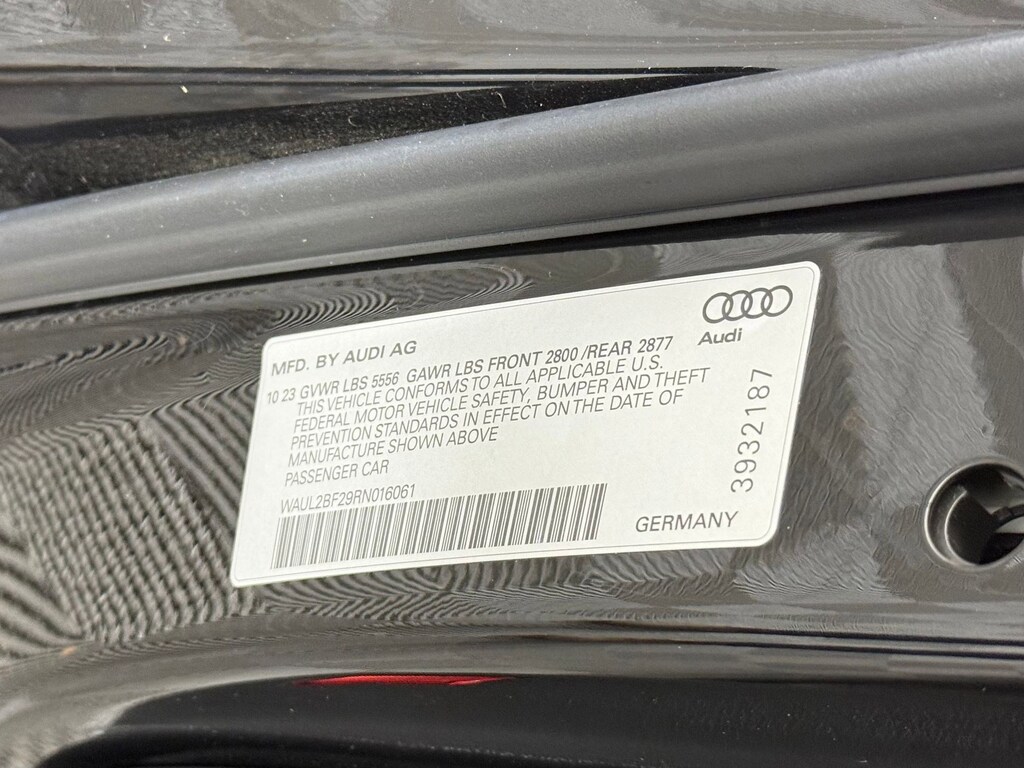 MFD. BY AUDI AG
Audi
10 23 GVWR LBS 5556 GAWR LBS FRONT 2800 /REAR 2877
THIS VEHICLE CONFORMS TO ALL APPLICABLE U.S.
FEDERAL MOTOR VEHICLE SAFETY, BUMPER AND THEFT
PREVENTION STANDARDS IN EFFECT ON THE DATE OF
MANUFACTURE SHOWN ABOVE
PASSENGER CAR
WAUL2BF29RN016061
GERMANY
3932187